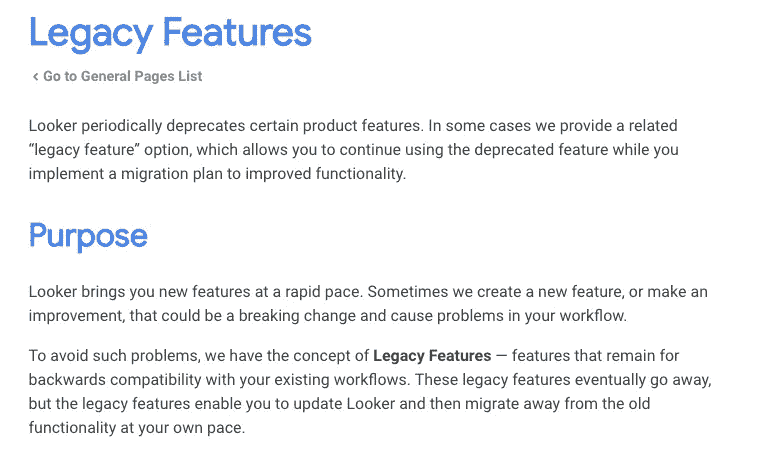 Legacy Features
‹ Go to General Pages List
Looker periodically deprecates certain product features. In some cases we provide a related
“legacy feature” option, which allows you to continue using the deprecated feature while you
implement a migration plan to improved functionality.
Purpose
Looker brings you new features at a rapid pace. Sometimes we create a new feature, or make an
improvement, that could be a breaking change and cause problems in your workflow.
To avoid such problems, we have the concept of Legacy Features — features that remain for
backwards compatibility with your existing workflows. These legacy features eventually go away,
but the legacy features enable you to update Looker and then migrate away from the old
functionality at your own pace.